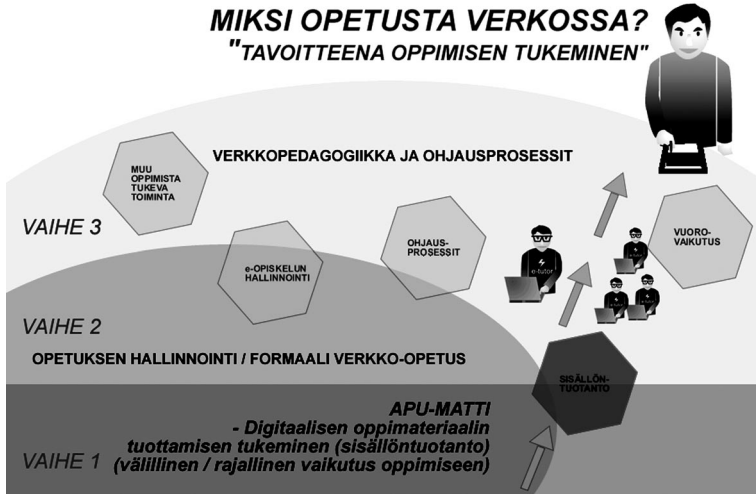 MIKSI OPETUSTA VERKOSSA?
"TAVOITTEENA OPPIMISEN TUKEMINEN"
VERKKOPEDAGOGIIKKA JA OHJAUSPROSESSIT
MUU
OPPIMISTA
TUKEVA
TOIMINTA
VAIHE 3
e-OPISKELUN
HALLINNOINTI
OHJAUS-
PROSESSIT
e-tutor
e-tutor
VUORO-
VAIKUTUS
VAIHE 2
OPETUKSEN HALLINNOINTI / FORMAALI VERKKO-OPETUS
SISÄLLÖN-
TUOTANTO
APU-MATTI
- Digitaalisen oppimateriaalin
tuottamisen tukeminen (sisällöntuotanto)
(välillinen / rajallinen vaikutus oppimiseen)
VAIHE 1